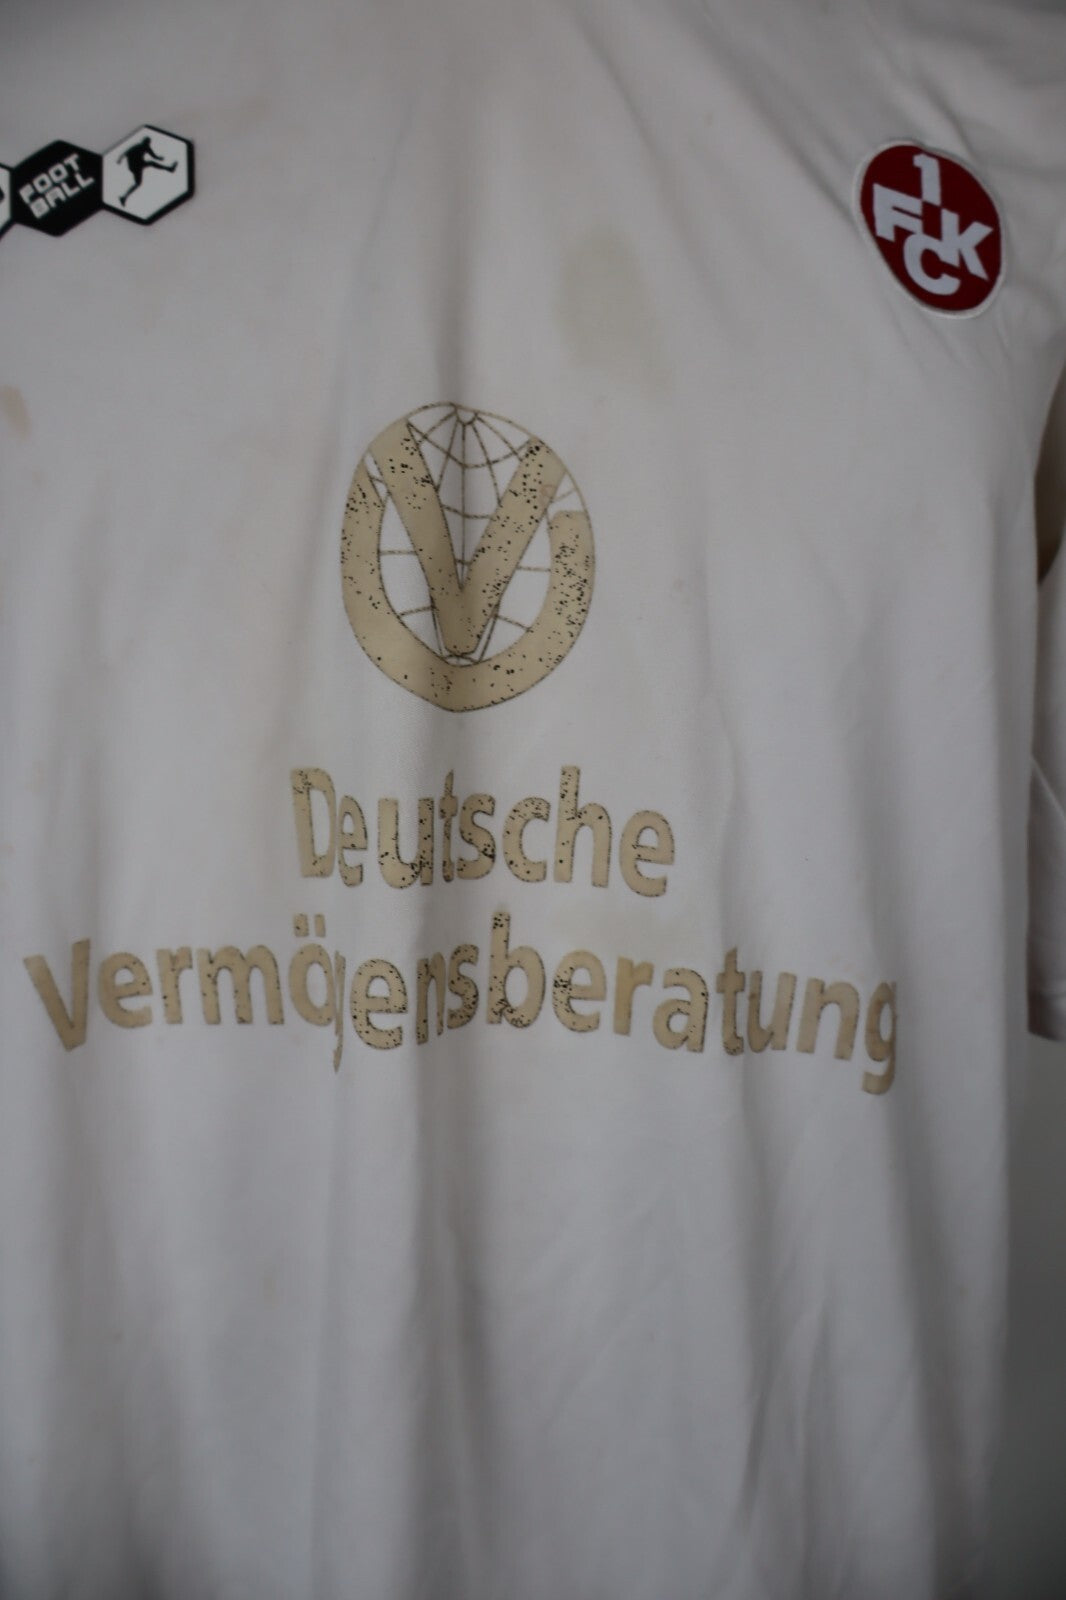 FOOT
BALL
1
FCK
Deutsche
Vermögensberatung